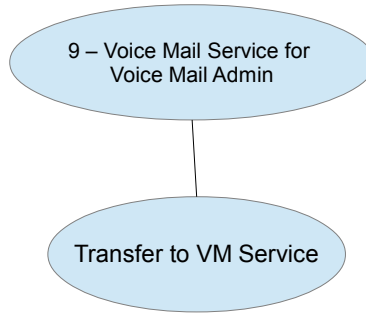 9 – Voice Mail Service for
Voice Mail Admin
Transfer to VM Service